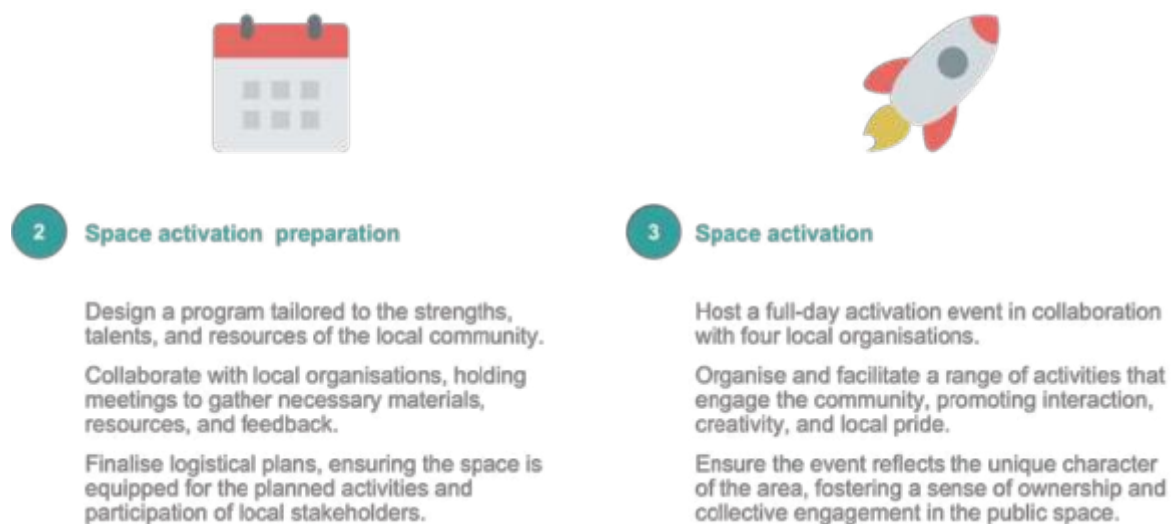 2
Space activation preparation
Design a program tailored to the strengths,
talents, and resources of the local community.
Collaborate with local organisations, holding
meetings to gather necessary materials,
resources, and feedback.
Finalise logistical plans, ensuring the space is
equipped for the planned activities and
participation of local stakeholders.
3
Space activation
Host a full-day activation event in collaboration
with four local organisations.
Organise and facilitate a range of activities that
engage the community, promoting interaction,
creativity, and local pride.
Ensure the event reflects the unique character
of the area, fostering a sense of ownership and
collective engagement in the public space.